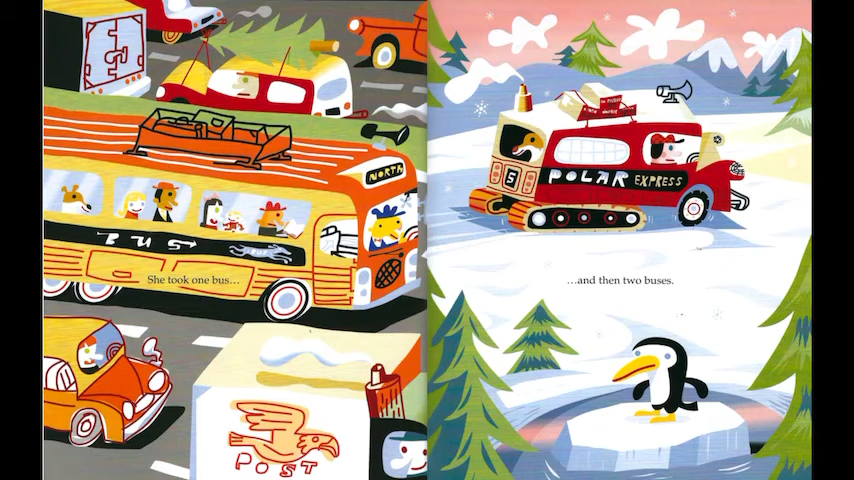 NORTH
BUS
She took one bus...
POST
5
POLAR EXPRESS
...and then two buses.